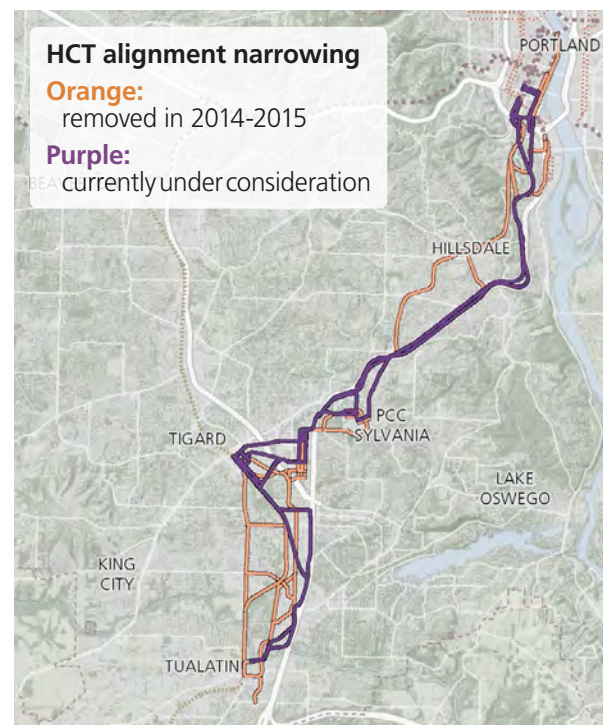 HCT alignment narrowing
Orange:
removed in 2014-2015
Purple:
currently under consideration
PORTLAND
HILLSDALE
PCC
SYLVANIA
TIGARD
LAKE
OSWEGO
KING
CITY
TUALATIN